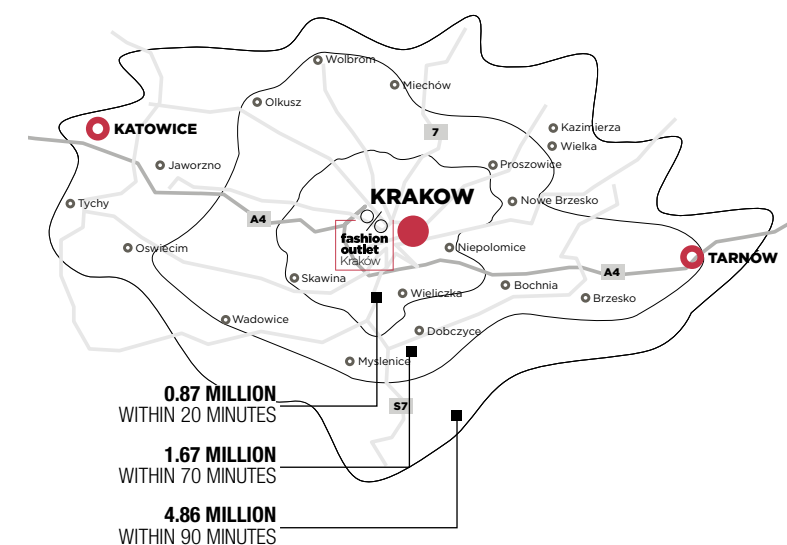 Wolbrom
Miechów
Olkusz
KATOWICE
7
Kazimierza
Wielka
Jaworzno
Proszowice
KRAKOW
Tychy
Nowe Brzesko
A4
%
fashion
outlet
Kraków
Oswiecim
Niepolomice
TARNÓW
Skawina
A4
Wieliczka
Bochnia
Brzesko
Wadowice
Dobczyce
Myslenice
0.87 MILLION
WITHIN 20 MINUTES
S7
1.67 MILLION
WITHIN 70 MINUTES
4.86 MILLION
WITHIN 90 MINUTES